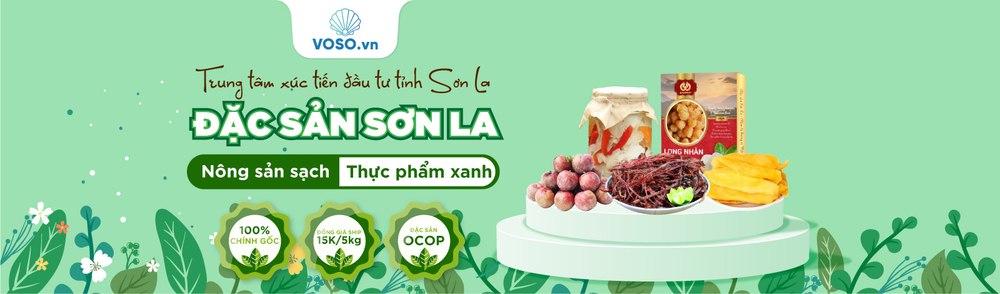 VOSO.vn
Trung tâm xúc tiến đầu tư tỉnh Sơn La
ĐẶC SẢN SƠN LA
Nông sản sạch Thực phẩm xanh
100%
CHÍNH GỐC
ĐỒNG GIÁ SHIP
15K/5kg
ĐẶC SẢN
OCOP
LONG NHÃN